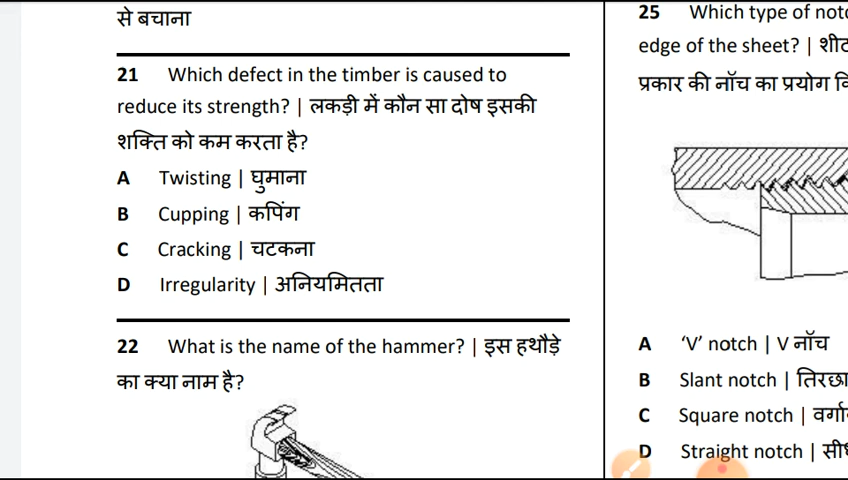 से बचाना
21 Which defect in the timber is caused to
reduce its strength? | लकड़ी में कौन सा दोष इसकी
शक्ति को कम करता है?
A Twisting | घुमाना
B Cupping | कपिंग
C Cracking | चटकना
D Irregularity | अनियमितता
22 What is the name of the hammer? | इस हथौड़े
का क्या नाम है?
25 Which type of
edge of the sheet? |
प्रकार की नॉच का प्रयोग
A ‘V’ notch | V नॉच
B Slant notch |
C Square notch |
D Straight notch |